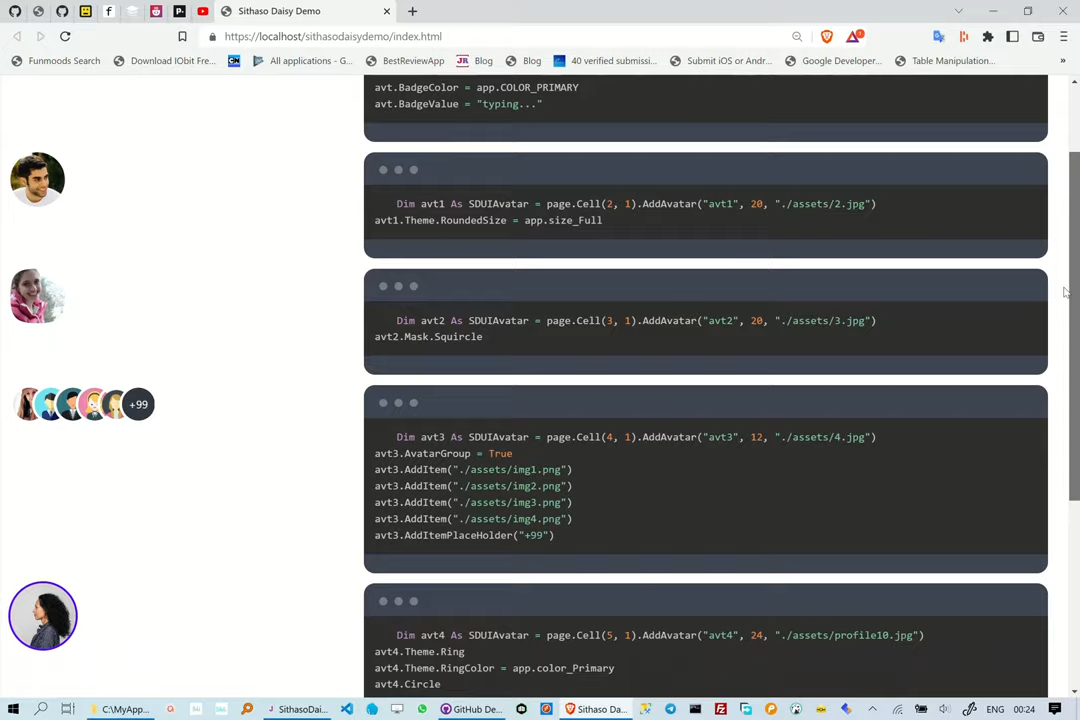 Sithaso Daisy Demo
https://localhost/sithasodaisydemo/index.html
Funmoods Search
Download IObit Fre...
All applications - G...
BestReviewApp
JR
Blog
Blog
40 verified submissi...
Submit iOS or Andr...
Google Developer...
Table Manipulation...
avt.BadgeColor = app.COLOR_PRIMARY
avt.BadgeValue = "typing..."
Dim avt1 As SDUIAvatar = page.Cell(2, 1).AddAvatar("avt1", 20, "./assets/2.jpg")
avt1.Theme.RoundedSize = app.size_Full
Dim avt2 As SDUIAvatar = page.Cell(3, 1).AddAvatar("avt2", 20, "./assets/3.jpg")
avt2.Mask.Squircle
+99
Dim avt3 As SDUIAvatar = page.Cell(4, 1).AddAvatar("avt3", 12, "./assets/4.jpg")
avt3.AvatarGroup = True
avt3.AddItem("./assets/img1.png")
avt3.AddItem("./assets/img2.png")
avt3.AddItem("./assets/img3.png")
avt3.AddItem("./assets/img4.png")
avt3.AddItemPlaceHolder("+99")
Dim avt4 As SDUIAvatar = page.Cell(5, 1).AddAvatar("avt4", 24, "./assets/profile10.jpg")
avt4.Theme.Ring
avt4.Theme.RingColor = app.color_Primary
avt4.Circle
C:\MyApp...
SithasoDai...
GitHub De...
Sithaso Da...
ENG
00:24